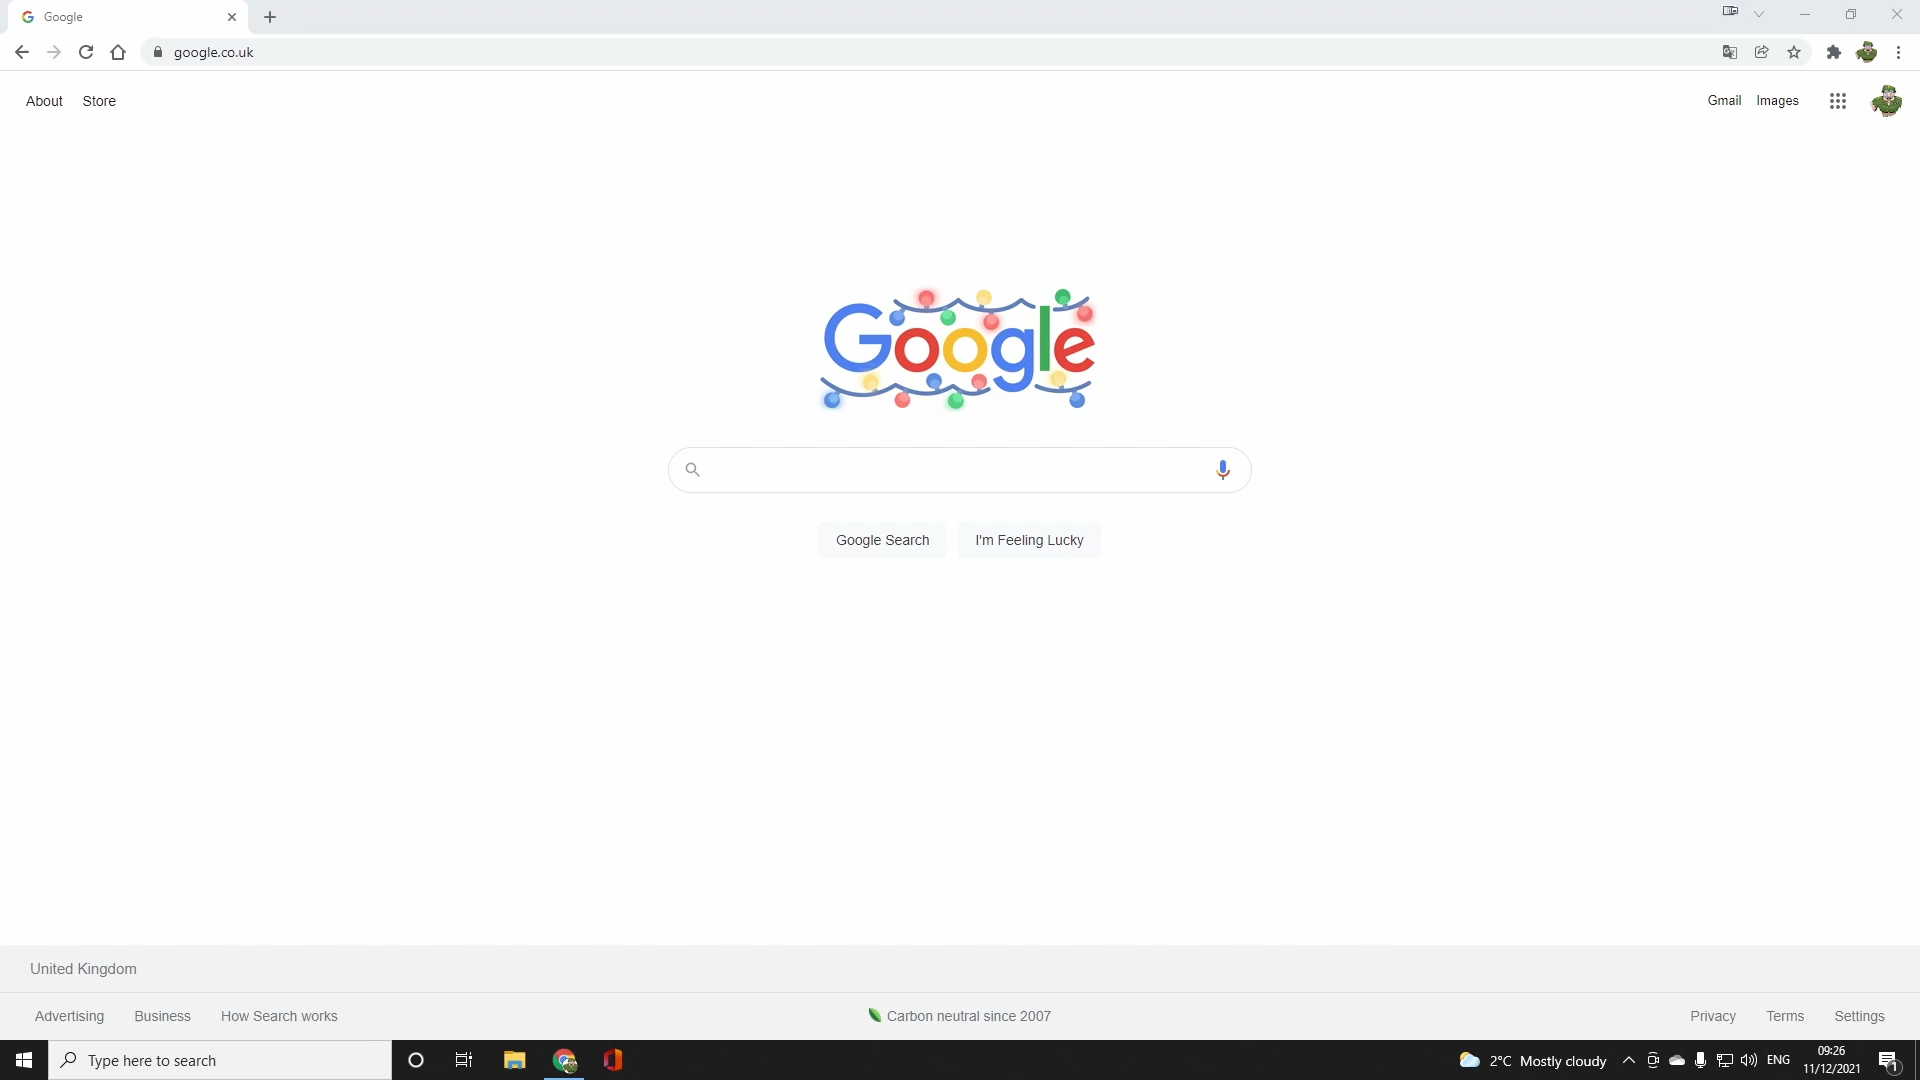 Google
google.co.uk
About Store
Gmail Images
Google
Google Search I'm Feeling Lucky
United Kingdom
Advertising Business How Search works
Carbon neutral since 2007
Privacy Terms Settings
Type here to search
2°C Mostly cloudy
ENG
09:26
11/12/2021
1